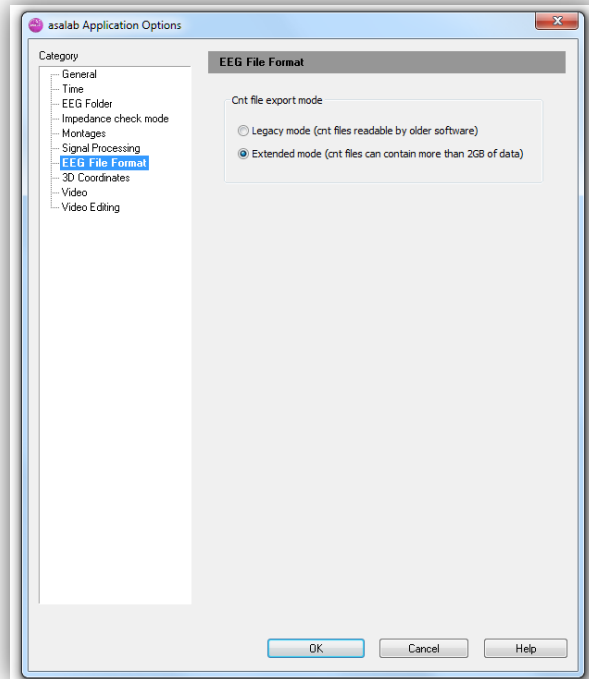 asalab Application Options
Category
General
Time
EEG Folder
Impedance check mode
Montages
Signal Processing
EEG File Format
3D Coordinates
Video
Video Editing
EEG File Format
Cnt file export mode
Legacy mode (cnt files readable by older software)
Extended mode (cnt files can contain more than 2GB of data)
OK
Cancel
Help